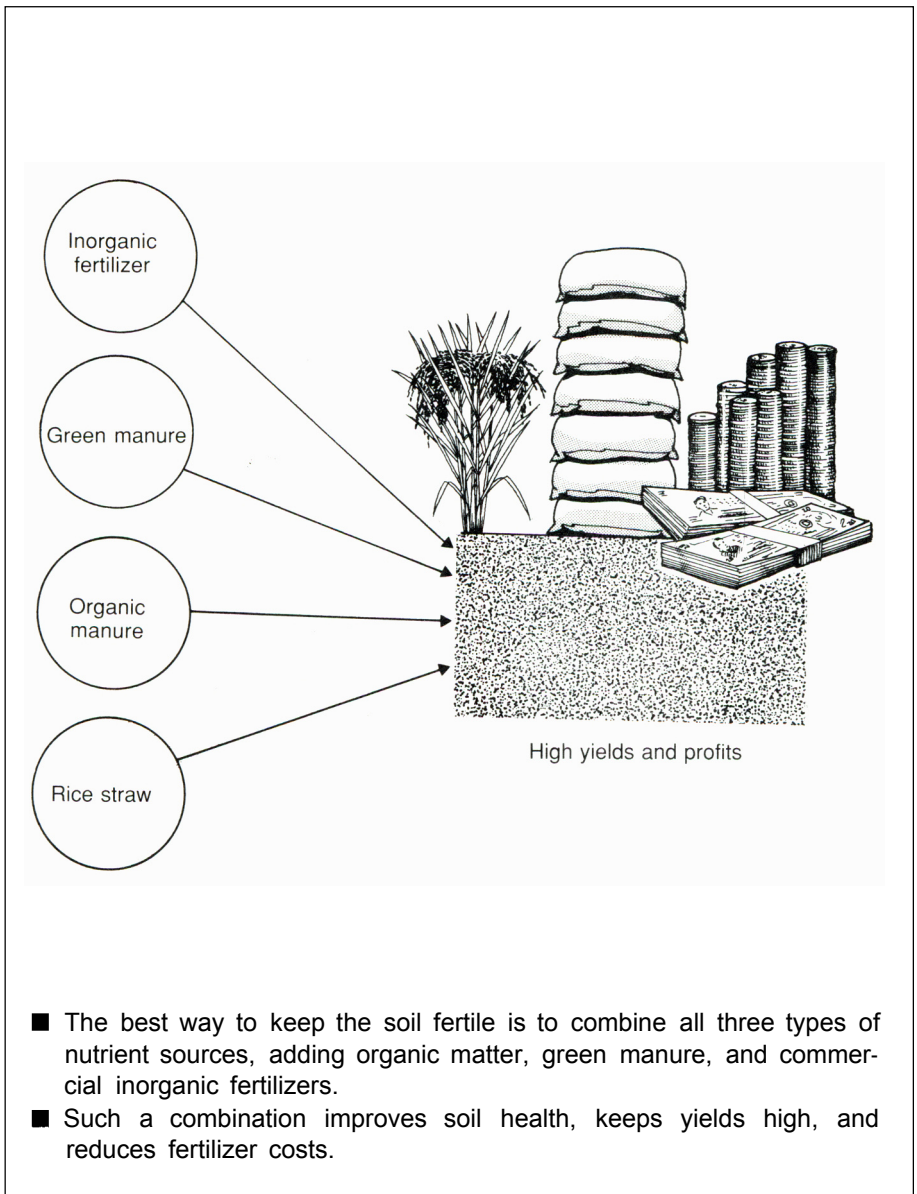 Inorganic
fertilizer
Green manure
Organic
manure
Rice straw
High yields and profits
■ The best way to keep the soil fertile is to combine all three types of
nutrient sources, adding organic matter, green manure, and commer-
cial inorganic fertilizers.
■ Such a combination improves soil health, keeps yields high, and
reduces fertilizer costs.